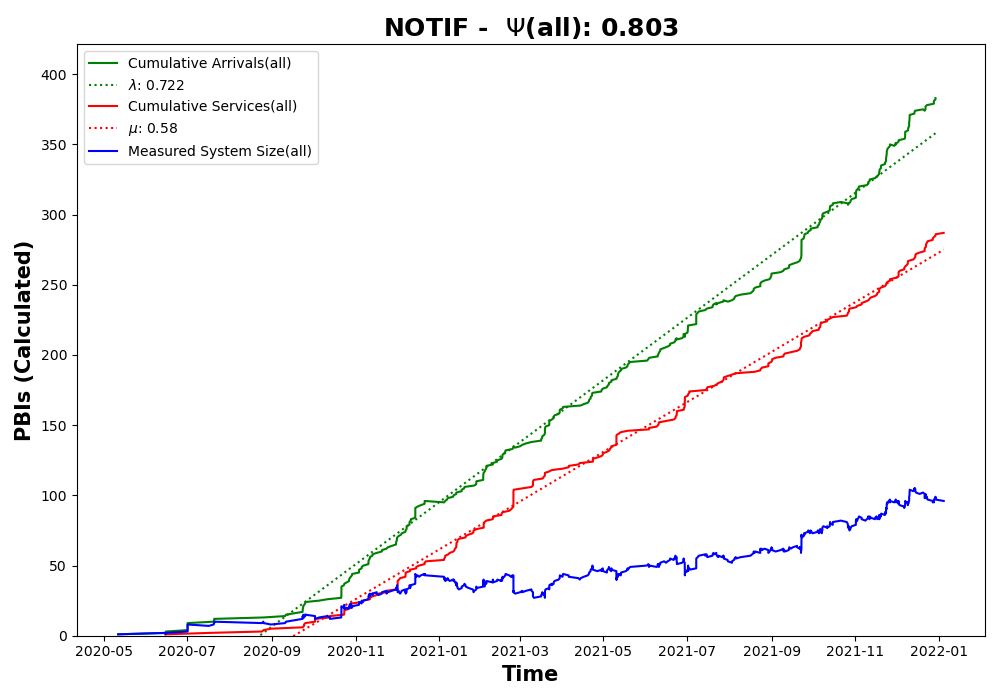 NOTIF - Ψ(all): 0.803
Cumulative Arrivals(all)
λ: 0.722
Cumulative Services(all)
μ: 0.58
Measured System Size(all)
PBIs (Calculated)
400
350
300
250
200
150
100
50
0
2020-05 2020-07 2020-09 2020-11 2021-01 2021-03 2021-05 2021-07 2021-09 2021-11 2022-01
Time